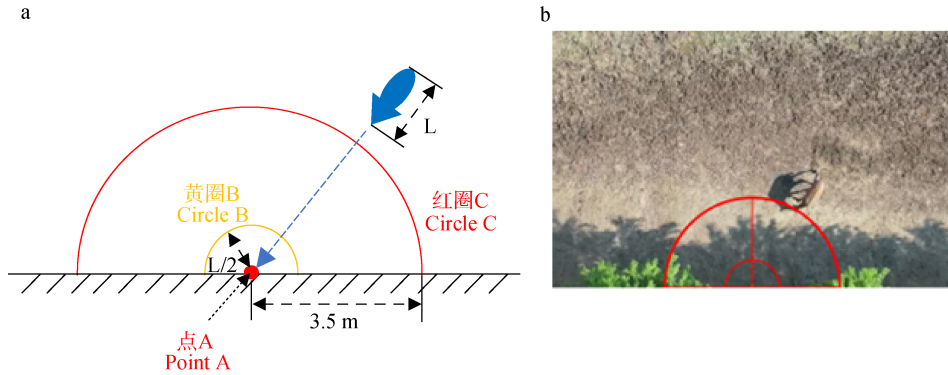 a
b
L
黄圈B
Circle B
红圈C
Circle C
L/2
3.5 m
点A
Point A